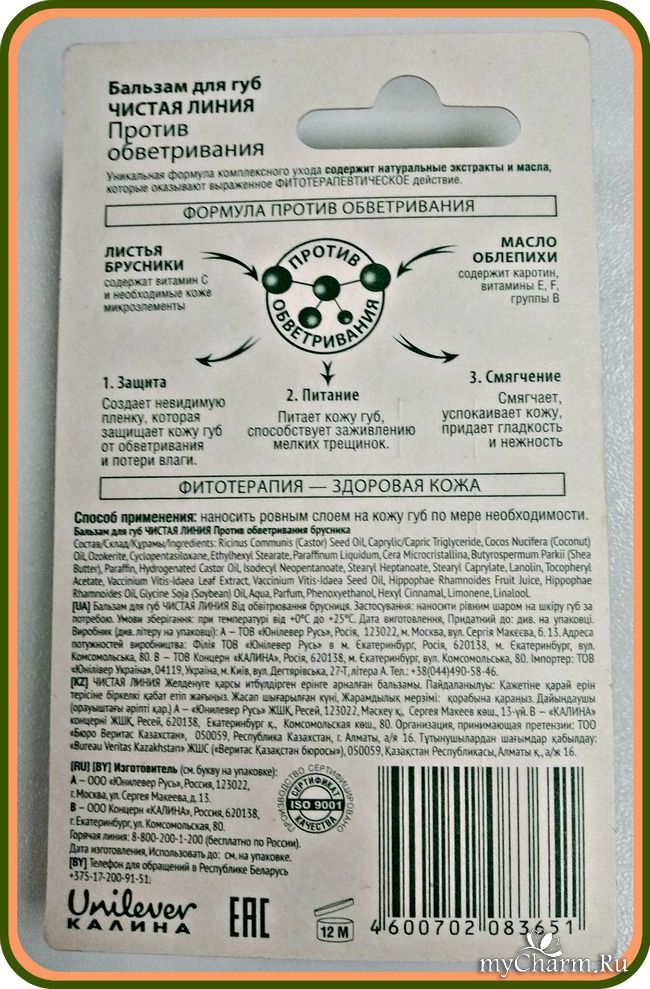 Бальзам для губ
ЧИСТАЯ ЛИНИЯ
Против
обветривания
Уникальная формула комплексного ухода содержит натуральные экстракты и масла,
которые оказывают выраженное ФИТОТЕРАПЕВТИЧЕСКОЕ действие.
ФОРМУЛА ПРОТИВ ОБВЕТРИВАНИЯ
ЛИСТЬЯ
БРУСНИКИ
содержат витамин С
и необходимые коже
микроэлементы
ПРОТИВ
ОБВЕТРИВАНИЯ
МАСЛО
ОБЛЕПИХИ
содержит каротин,
витамины Е, F,
группы В
1. Защита
Создает невидимую
пленку, которая
защищает кожу губ
от обветривания
и потери влаги.
2. Питание
Питает кожу губ,
способствует заживлению
мелких трещинок.
3. Смягчение
Смягчает,
успокаивает кожу,
придает гладкость
и нежность
ФИТОТЕРАПИЯ — ЗДОРОВАЯ КОЖА
Способ применения: наносить ровным слоем на кожу губ по мере необходимости.
Бальзам для губ ЧИСТАЯ ЛИНИЯ Против обветривания брусника
Состав/Склад/Құрамы/Ingredients: Ricinus Communis (Castor) Seed Oil, Caprylic/Capric Triglyceride, Cocos Nucifera (Coconut)
Oil, Ozokerite, Cyclopentasiloxane, Ethylhexyl Stearate, Paraffinum Liquidum, Cera Microcristallina, Butyrospermum Parkii (Shea
Butter), Paraffin, Hydrogenated Castor Oil, Isodecyl Neopentanoate, Stearyl Heptanoate, Stearyl Caprylate, Lanolin, Tocopheryl
Acetate, Vaccinium Vitis-Idaea Leaf Extract, Vaccinium Vitis-Idaea Seed Oil, Hippophae Rhamnoides Fruit Juice, Hippophae
Rhamnoides Oil, Glycine Soja (Soybean) Oil, Aqua, Parfum, Phenoxyethanol, Hexyl Cinnamal, Limonene, Linalool.
[UA] Бальзам для губ ЧИСТАЯ ЛИНИЯ Від обвітрювання брусниця. Застосування: наносити рівним шаром на шкіру губ за
потребою. Умови зберігання: при температурі від +0°С до +25°С. Дата виготовлення, Придатний до: див. на упаковці.
Виробник (див. літеру на упаковці): А – ТОВ «Юнілевер Русь», Росія, 123022, м. Москва, вул. Сергія Макеєва, б. 13. Адреса
потужностей виробництва: Філія ТОВ «Юнілевер Русь» в м. Екатеринбург, Росія, 620138, м. Екатеринбург, вул.
Комсомольська, 80. В – ТОВ Концерн «КАЛИНА», Росія, 620138, м. Екатеринбург, вул. Комсомольська, 80. Імпортер: ТОВ
«Юнілівер Україна», 04119, Україна, м. Київ, вул. Дегтярівська, 27-Т, літера А. Тел.: +38(044)490-58-46.
[KZ] ЧИСТАЯ ЛИНИЯ Желденуге қарсы итбүлдірген ерінге арналған бальзамы. Пайдаланылуы: Қажетіне қарай ерін
терісіне біркелкі қабат етіп жағыңыз. Жасап шығарылған күні, Жарамдылық мерзімі: қорабына қараңыз. Дайындаушы
(орауыштағы әріпті қара): А – «Юнилевер Русь» ЖШҚ, Ресей, 123022, Мәскеу қ., Сергей Макеев көш., 13-үй. В – «КАЛИНА»
концерні ЖШҚ, Ресей, 620138, Екатеринбург қ., Комсомольская көш., 80. Организация, принимающая претензии: ТОО
«Бюро Веритас Казахстан», 050059, Республика Казахстан, г. Алматы, а/я 16. Тұтынушылардан шағымдар қабылдау:
«Bureau Veritas Kazakhstan» ЖШС («Веритас Қазақстан бюросы»), 050059, Қазақстан Республикасы, Алматы қ., а/я 16.
[RU] [BY] Изготовитель (см. букву на упаковке):
А – ООО «Юнилевер Русь», Россия, 123022,
г. Москва, ул. Сергея Макеева, д. 13.
В – ООО Концерн «КАЛИНА», Россия, 620138,
г. Екатеринбург, ул. Комсомольская, 80.
Горячая линия: 8-800-200-1-200 (бесплатно по России).
Дата изготовления, Использовать до: см. на упаковке.
[BY] Телефон для обращений в Республике Беларусь
+375-17-200-91-51
ПРОИЗВОДСТВО СЕРТИФИЦИРОВАНО
СЕРТИФИКАТ
ISO 9001
КАЧЕСТВА
Unilever
КАЛИНА
EAC
12 M
4 600702 083651
myCharm.Ru